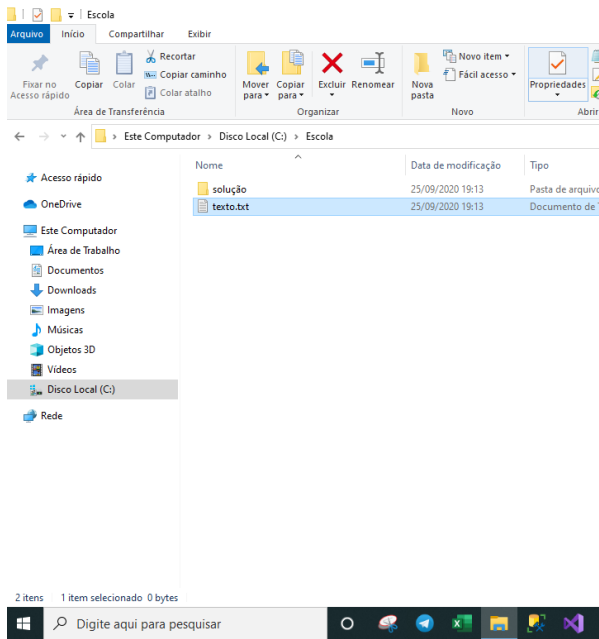 Escola
Arquivo Início Compartilhar Exibir
Fixar no
Acesso rápido
Copiar
Colar
Recortar
Copiar caminho
Colar atalho
Área de Transferência
Mover
para
Copiar
para
Excluir
Renomear
Organizar
Nova
pasta
Novo item
Fácil acesso
Novo
Propriedades
Abrir
Este Computador > Disco Local (C:) > Escola
Nome Data de modificação Tipo
solução 25/09/2020 19:13 Pasta de arquivo
texto.txt 25/09/2020 19:13 Documento de
Acesso rápido
OneDrive
Este Computador
Área de Trabalho
Documentos
Downloads
Imagens
Músicas
Objetos 3D
Vídeos
Disco Local (C:)
Rede
2 itens 1 item selecionado 0 bytes
Digite aqui para pesquisar